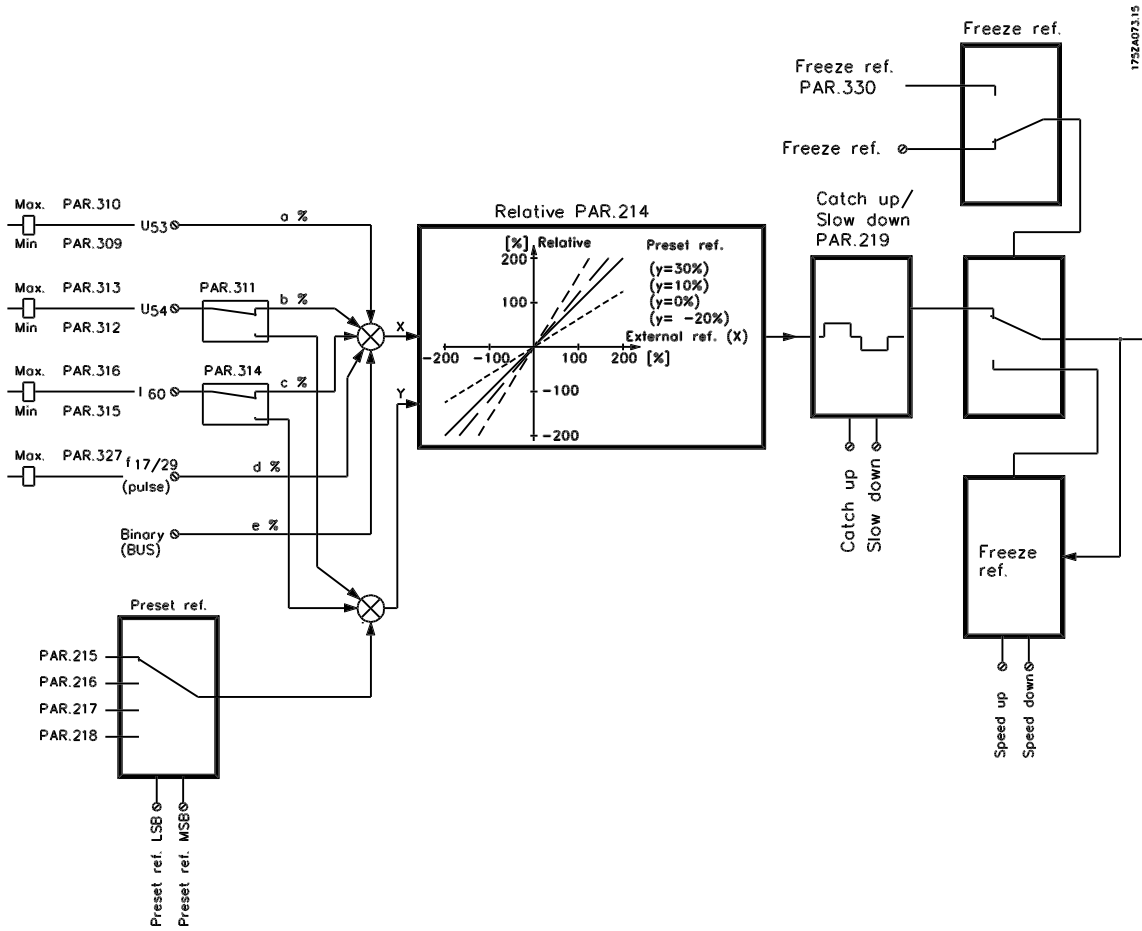 175ZA073.15
Freeze ref.
Freeze ref.
PAR.330
Freeze ref.
Max. PAR.310
U53
a %
Min PAR.309
Catch up/
Slow down
PAR.219
Relative PAR.214
[%] Relative
Preset ref.
(y=30%)
(y=10%)
(y=0%)
(y= -20%)
External ref. (X)
200
100
-200 -100 100 200 [%]
-100
-200
X
Y
Max. PAR.313
U54
PAR.311
b %
Min PAR.312
Max. PAR.316
I 60
PAR.314
c %
Min PAR.315
Max. PAR.327
f 17/29
(pulse)
d %
Binary
(BUS)
e %
Catch up
Slow down
Freeze
ref.
Speed up
Speed down
Preset ref.
PAR.215
PAR.216
PAR.217
PAR.218
Preset ref. LSB
Preset ref. MSB